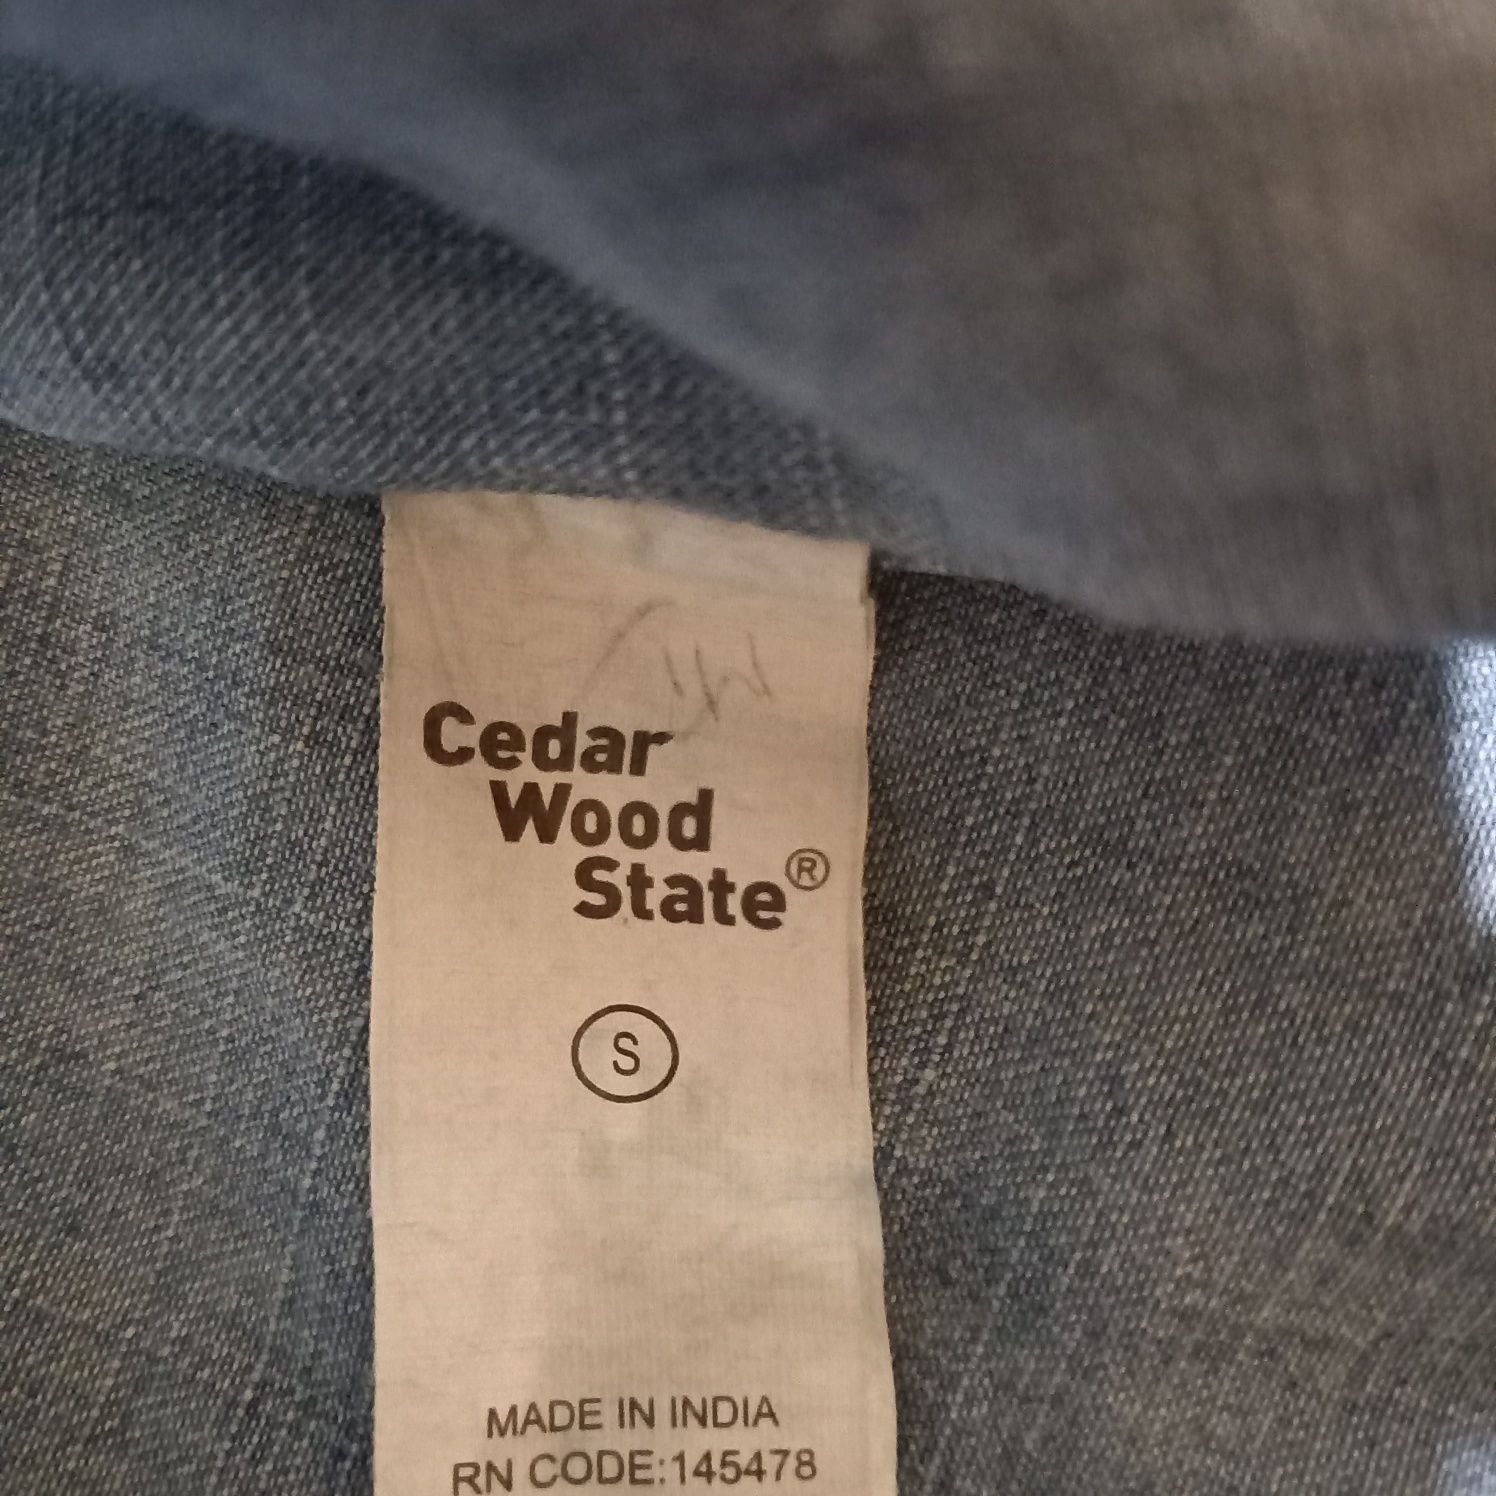 Cedar
Wood
State®
S
MADE IN INDIA
RN CODE:145478